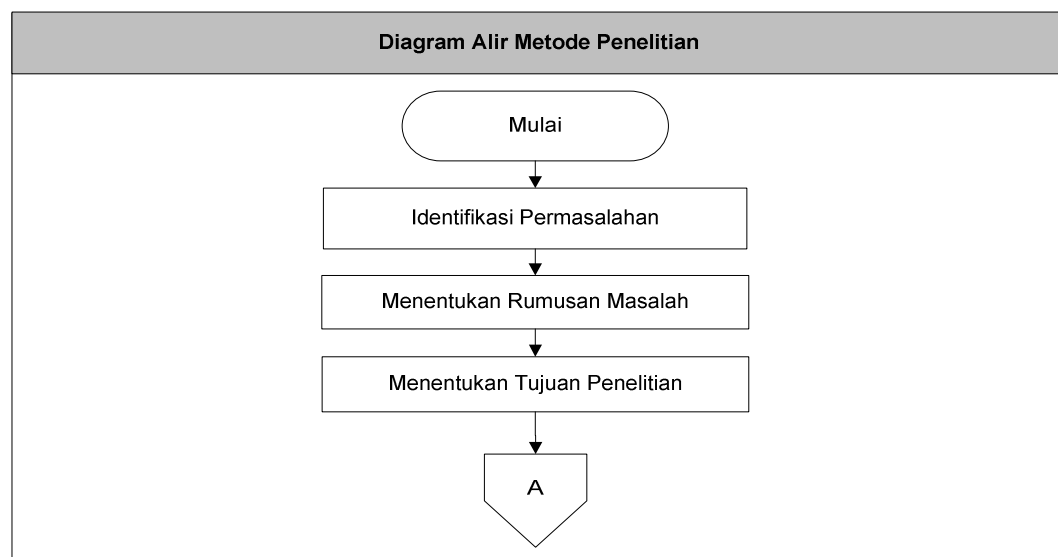 Diagram Alir Metode Penelitian
Mulai
Identifikasi Permasalahan
Menentukan Rumusan Masalah
Menentukan Tujuan Penelitian
A